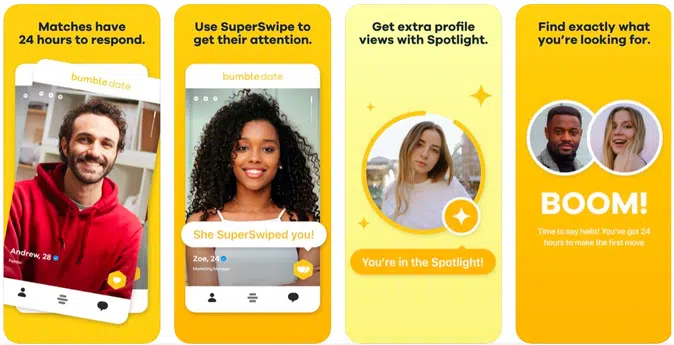 Matches have
24 hours to respond.
bumble date
Andrew, 28
Use SuperSwipe to
get their attention.
bumble date
She SuperSwiped you!
Zoe, 24
Marketing Manager
Get extra profile
views with Spotlight.
You're in the Spotlight!
Find exactly what
you're looking for.
BOOM!
Time to say hello! You've got 24
hours to make the first move